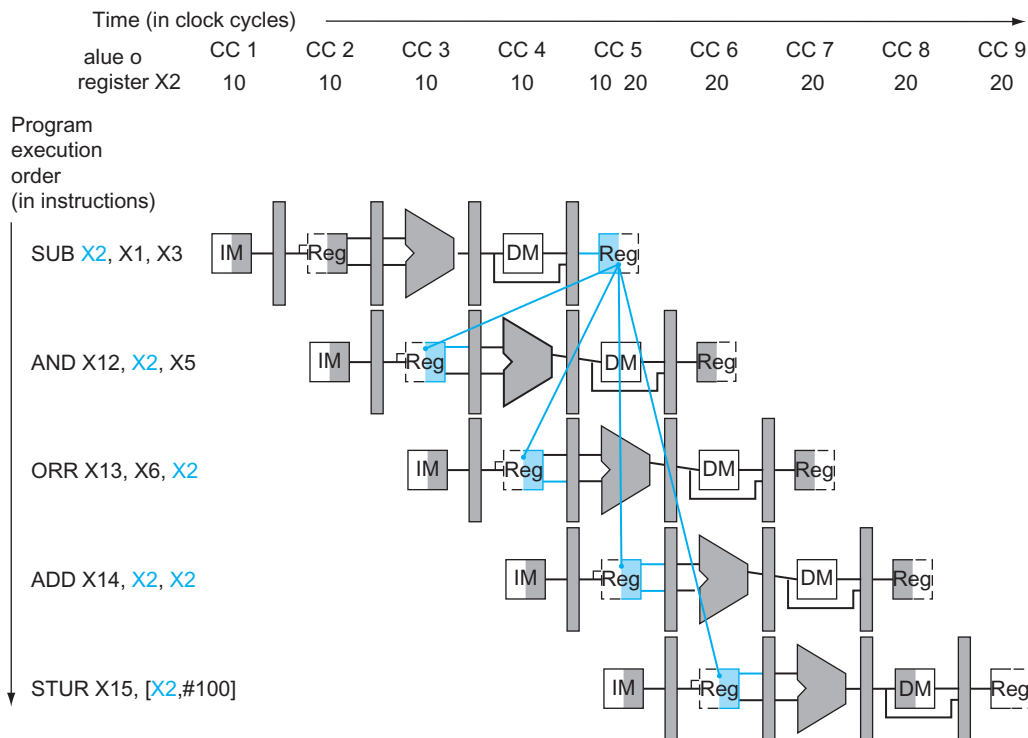 Time (in clock cycles)
alue o
register X2
CC 1 CC 2 CC 3 CC 4 CC 5 CC 6 CC 7 CC 8 CC 9
10 10 10 10 10 20 20 20 20 20
Program
execution
order
(in instructions)
SUB X2, X1, X3
IM Reg DM Reg
AND X12, X2, X5
IM Reg DM Reg
ORR X13, X6, X2
IM Reg DM Reg
ADD X14, X2, X2
IM Reg DM Reg
STUR X15, [X2,#100]
IM Reg DM Reg